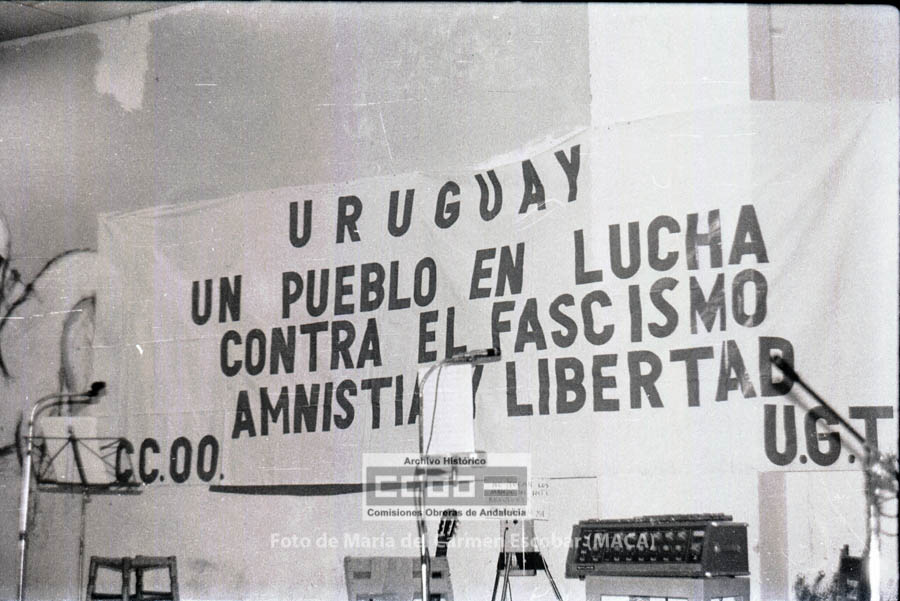 URUGUAY
UN PUEBLO EN LUCHA
CONTRA EL FASCISMO
AMNISTIA Y LIBERTAD
CC.OO.
U.G.T.
Archivo Histórico
CCOO
Comisiones Obreras de Andalucía
Foto de María del Carmen Escobar (MACA)